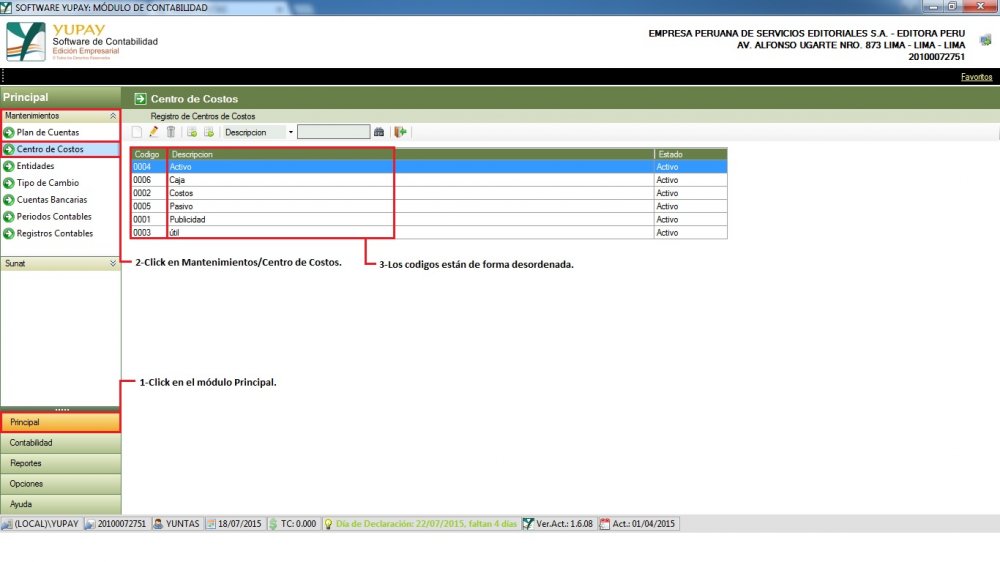 SOFTWARE YUPAY: MÓDULO DE CONTABILIDAD
YUPAY
Software de Contabilidad
Edición Empresarial
© Todos los Derechos Reservados
EMPRESA PERUANA DE SERVICIOS EDITORIALES S.A. - EDITORA PERU
AV. ALFONSO UGARTE NRO. 873 LIMA - LIMA - LIMA
20100072751
Favoritos
Principal
Centro de Costos
Mantenimientos
Registro de Centros de Costos
Plan de Cuentas
Centro de Costos
Entidades
Tipo de Cambio
Cuentas Bancarias
Periodos Contables
Registros Contables
Sunat
Descripcion
Codigo Descripcion Estado
0004 Activo Activo
0006 Caja Activo
0002 Costos Activo
0005 Pasivo Activo
0001 Publicidad Activo
0003 útil Activo
2-Click en Mantenimientos/Centro de Costos.
3-Los codigos están de forma desordenada.
1-Click en el módulo Principal.
Principal
Contabilidad
Reportes
Opciones
Ayuda
(LOCAL)\YUPAY 20100072751 YUNTAS 18/07/2015 TC: 0.000 Día de Declaración: 22/07/2015, faltan 4 dias Ver.Act.: 1.6.08 Act.: 01/04/2015